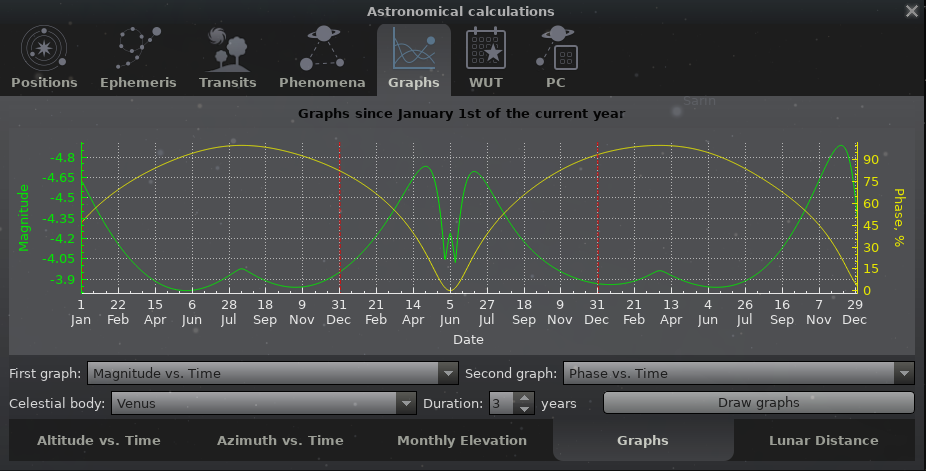 Astronomical calculations
Positions Ephemeris Transits Phenomena Graphs WUT PC
Sarin
Graphs since January 1st of the current year
Magnitude
-4.8
-4.65
-4.5
-4.35
-4.2
-4.05
-3.9
90
75
60
45
30
15
0
Phase, %
1 22 15 6 28 18 9 31 21 14 5 27 18 9 31 21 13 4 26 16 7 29
Jan Feb Apr Jun Jul Sep Nov Dec Feb Apr Jun Jul Sep Nov Dec Feb Apr Jun Jul Sep Nov Dec
Date
First graph: Magnitude vs. Time Second graph: Phase vs. Time
Celestial body: Venus Duration: 3 years Draw graphs
Altitude vs. Time Azimuth vs. Time Monthly Elevation Graphs Lunar Distance